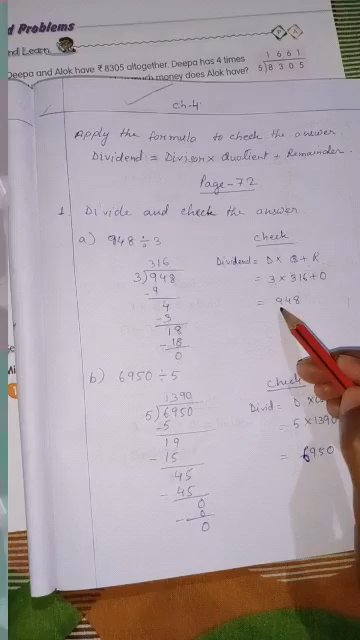 d Problems
nd Learn
P A
Deepa and Alok have ₹ 8305 altogether. Deepa has 4 times
much money does Alok have?
1 6 6 1
5)8 3 0 5
Ch-4
Apply the formula to check the answer.
Dividend = Divison x Quotient + Remainder.
Page-72
1 Divide and check the answer.
a) 948 ÷ 3
Check
316
3)948
Dividend = D x Q + R
-9
= 3 x 316 + 0
4
-3
= 948
18
-18
0
b) 6950 ÷ 5
Check
1390
5)6950
Divid = D x
-5
= 5 x 1390
19
-15
= 6950
45
- 45
0
- 0
0